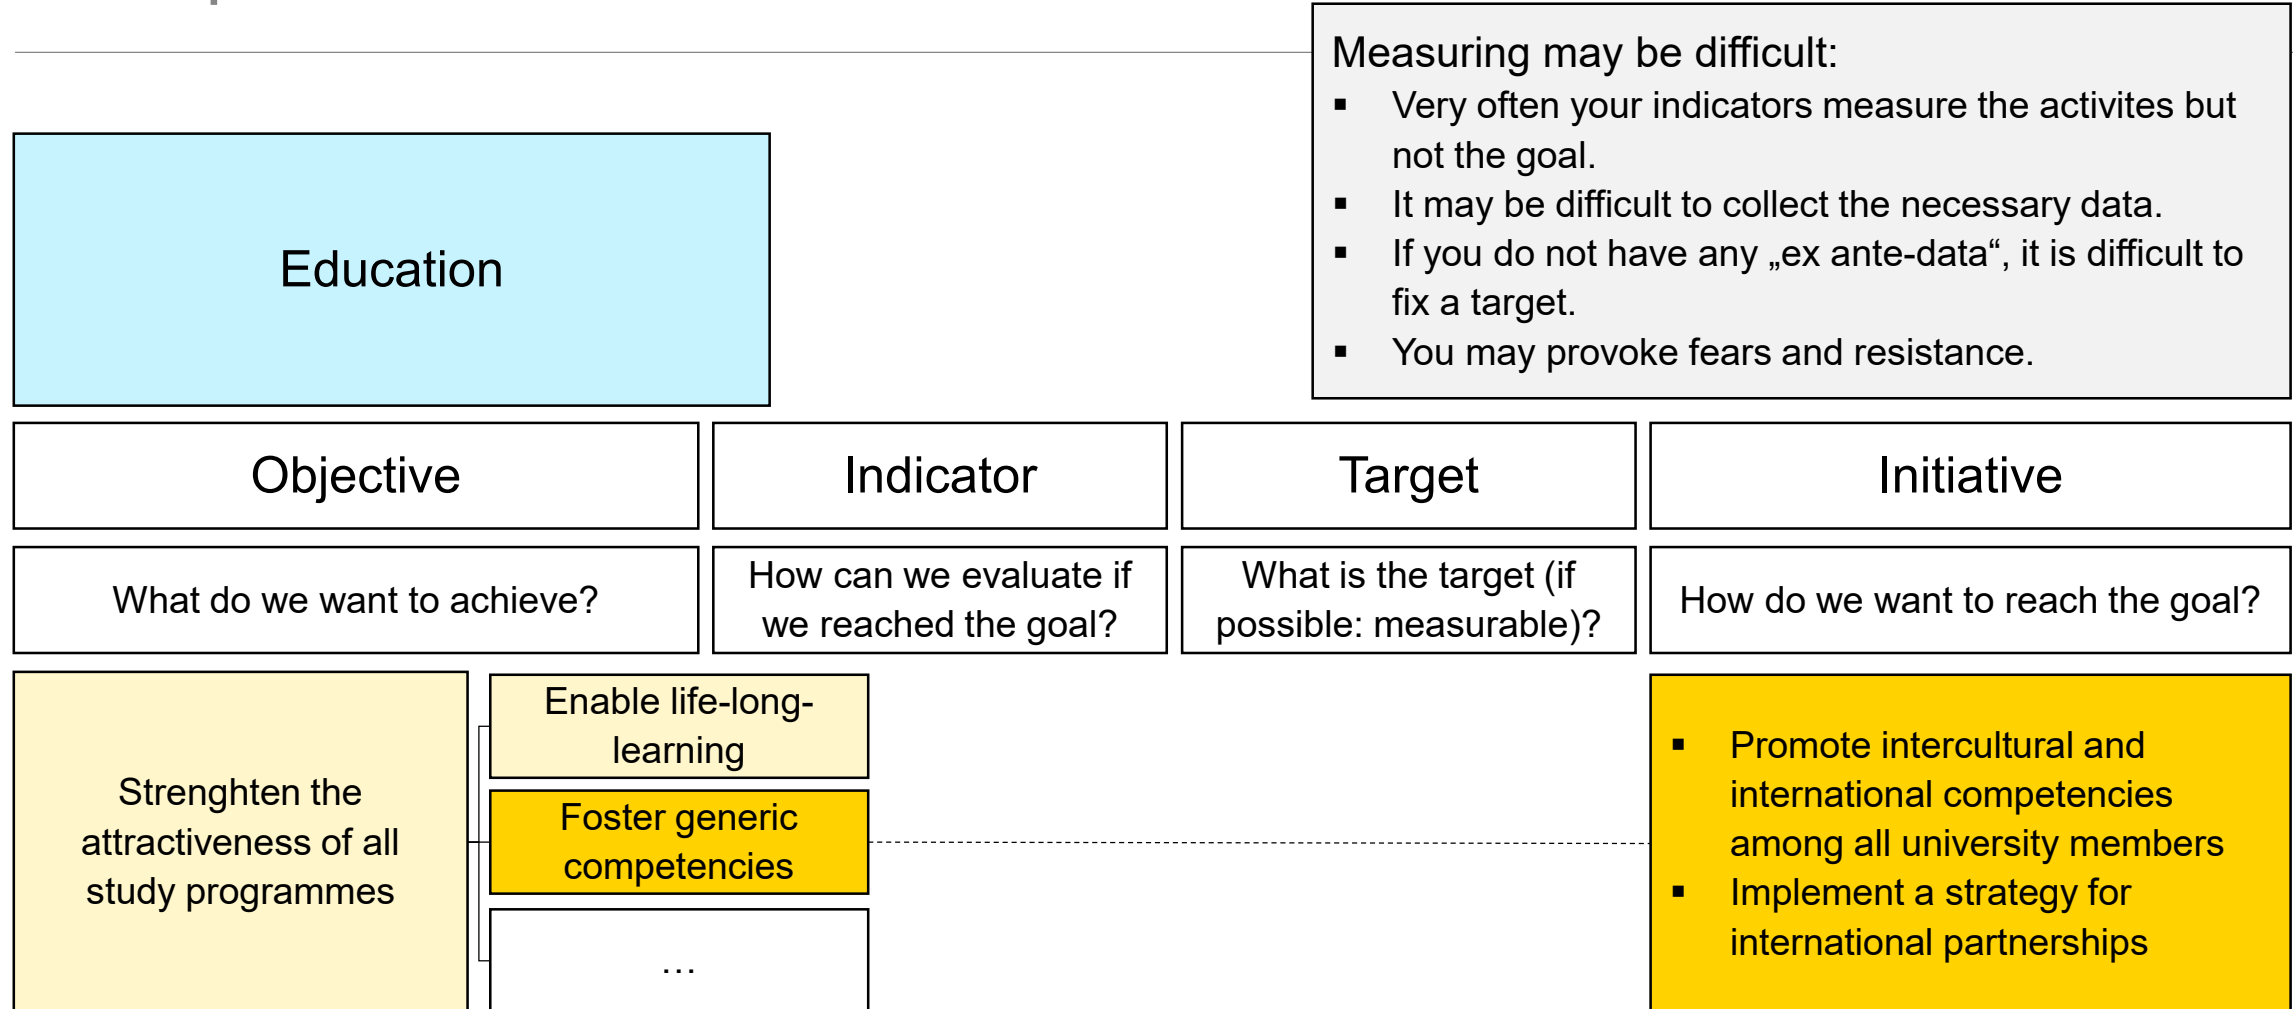 Measuring may be difficult:
▪ Very often your indicators measure the activites but
not the goal.
▪ It may be difficult to collect the necessary data.
▪ If you do not have any „ex ante-data“, it is difficult to
fix a target.
▪ You may provoke fears and resistance.
Education
Objective
Indicator
Target
Initiative
What do we want to achieve?
How can we evaluate if
we reached the goal?
What is the target (if
possible: measurable)?
How do we want to reach the goal?
Strenghten the
attractiveness of all
study programmes
Enable life-long-
learning
Foster generic
competencies
…
▪ Promote intercultural and
international competencies
among all university members
▪ Implement a strategy for
international partnerships